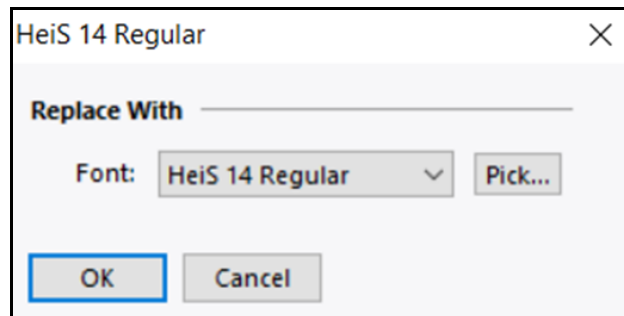 HeiS 14 Regular
Replace With
Font: HeiS 14 Regular Pick...
OK Cancel